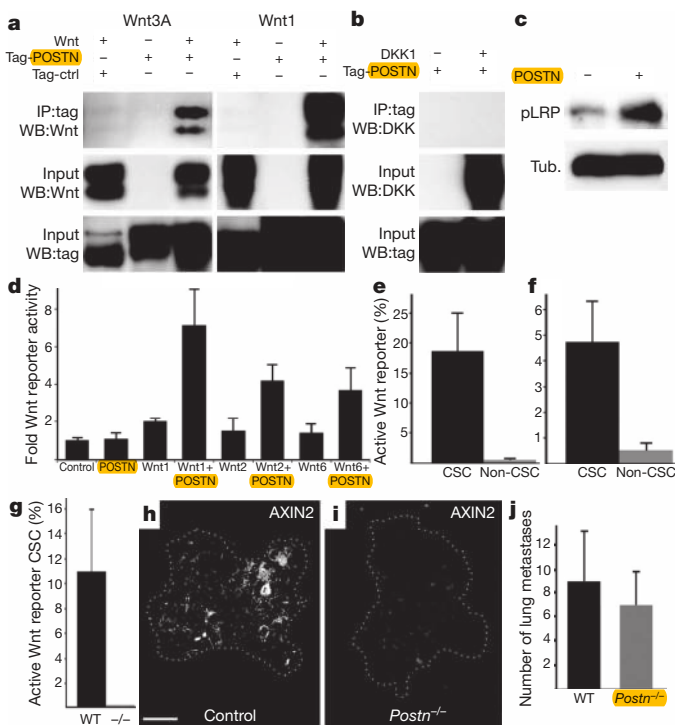 a
Wnt3A Wnt1
Wnt + – + + – +
Tag-POSTN – + + – + +
Tag-ctrl + – – + – –
IP:tag
WB:Wnt
Input
WB:Wnt
Input
WB:tag
b
DKK1 – +
Tag-POSTN + +
IP:tag
WB:DKK
Input
WB:DKK
Input
WB:tag
c
POSTN – +
pLRP
Tub.
d
Fold Wnt reporter activity
8
6
4
2
Control POSTN Wnt1 Wnt1+ Wnt2 Wnt2+ Wnt6 Wnt6+
POSTN POSTN POSTN
e
Active Wnt reporter (%)
25
20
15
10
5
CSC Non-CSC
f
6
5
4
3
2
1
CSC Non-CSC
g
Active Wnt reporter CSC (%)
16
14
12
10
8
6
4
2
WT –/–
h AXIN2
Control
i AXIN2
Postn–/–
j
Number of lung metastases
12
10
8
6
4
2
WT Postn–/–